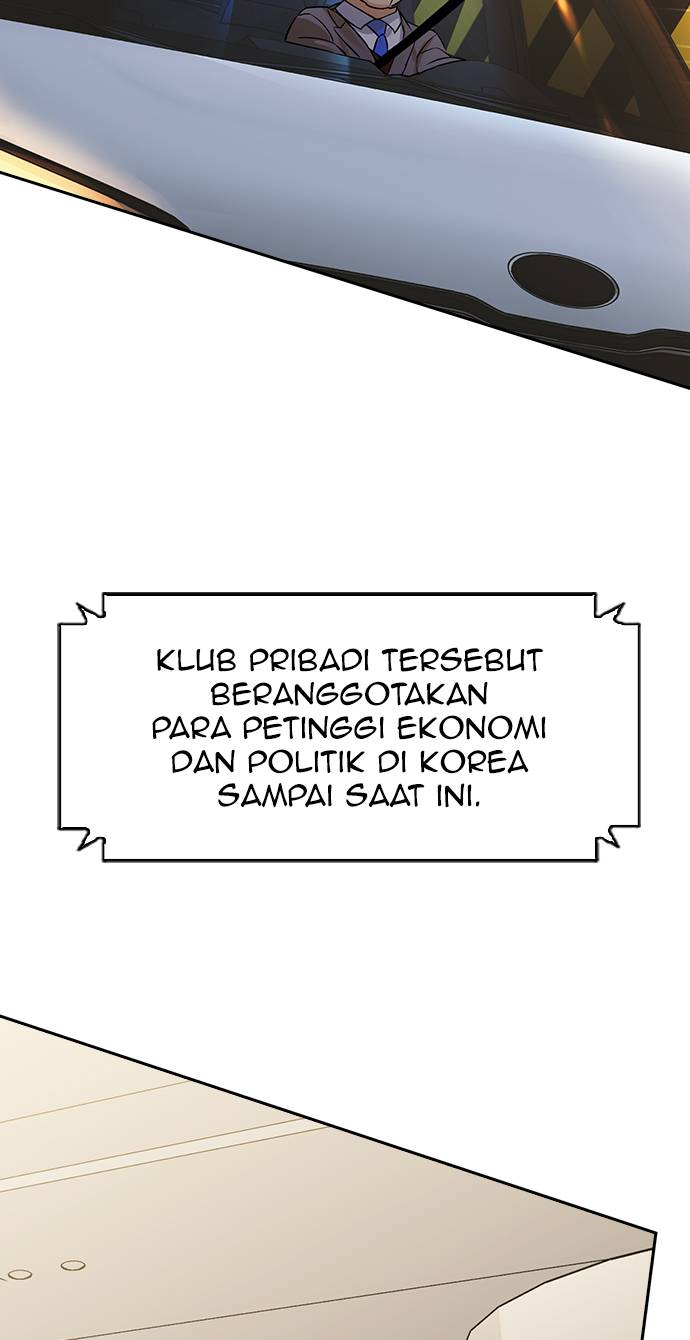 KLUB PRIBADI TERSEBUT
BERANGGOTAKAN
PARA PETINGGI EKONOMI
DAN POLITIK DI KOREA
SAMPAI SAAT INI.